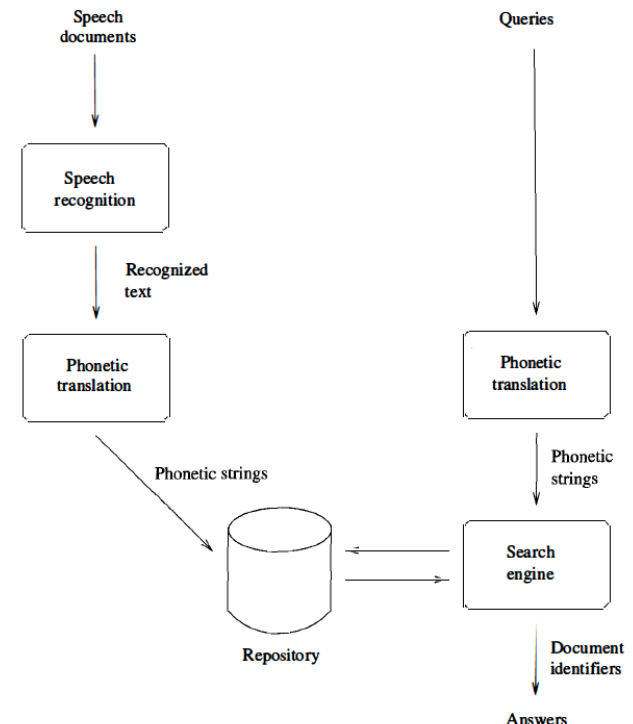 Speech
documents
Queries
Speech
recognition
Recognized
text
Phonetic
translation
Phonetic
translation
Phonetic strings
Phonetic
strings
Search
engine
Repository
Document
identifiers
Answers